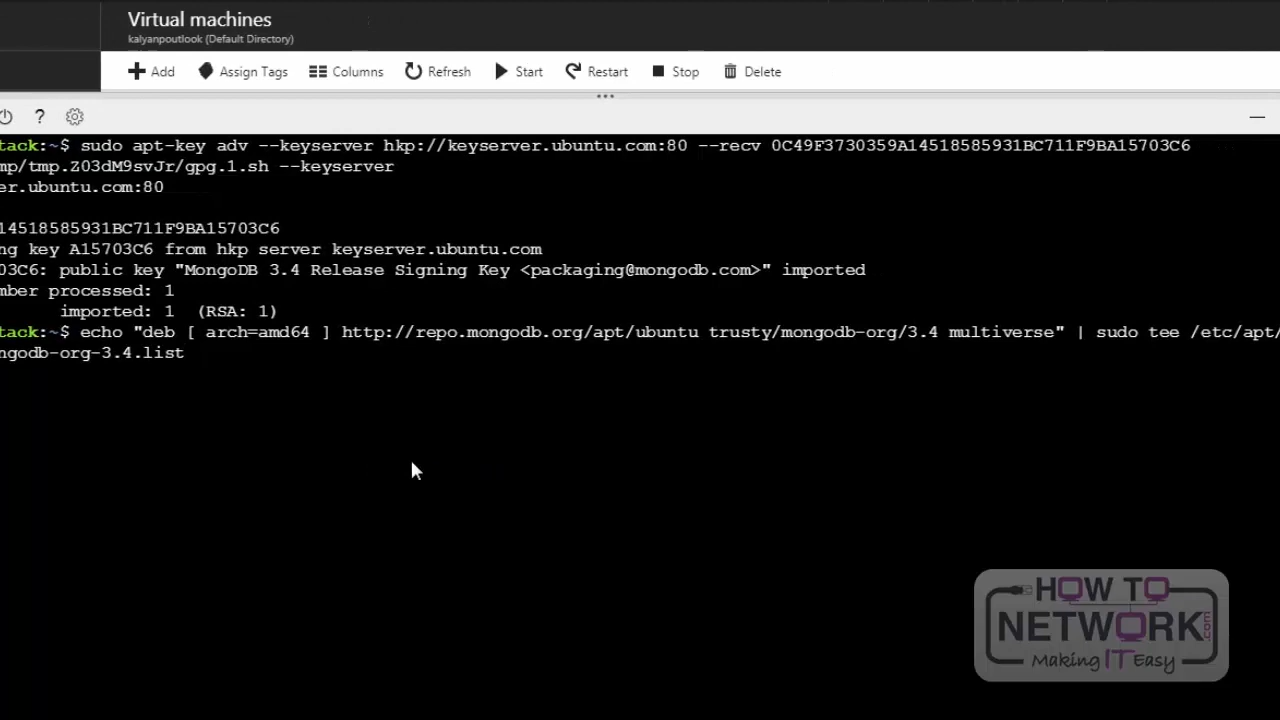 Virtual machines
kalyanpoutlook (Default Directory)
Add Assign Tags Columns Refresh Start Restart Stop Delete
?
tack:~$ sudo apt-key adv --keyserver hkp://keyserver.ubuntu.com:80 --recv 0C49F3730359A14518585931BC711F9BA15703C6
mp/tmp.Z03dM9svJr/gpg.1.sh --keyserver
er.ubuntu.com:80
14518585931BC711F9BA15703C6
ng key A15703C6 from hkp server keyserver.ubuntu.com
03C6: public key "MongoDB 3.4 Release Signing Key <packaging@mongodb.com>" imported
mber processed: 1
imported: 1 (RSA: 1)
tack:~$ echo "deb [ arch=amd64 ] http://repo.mongodb.org/apt/ubuntu trusty/mongodb-org/3.4 multiverse" | sudo tee /etc/apt/
ngodb-org-3.4.list
HOW TO
NETWORK.com
Making IT Easy